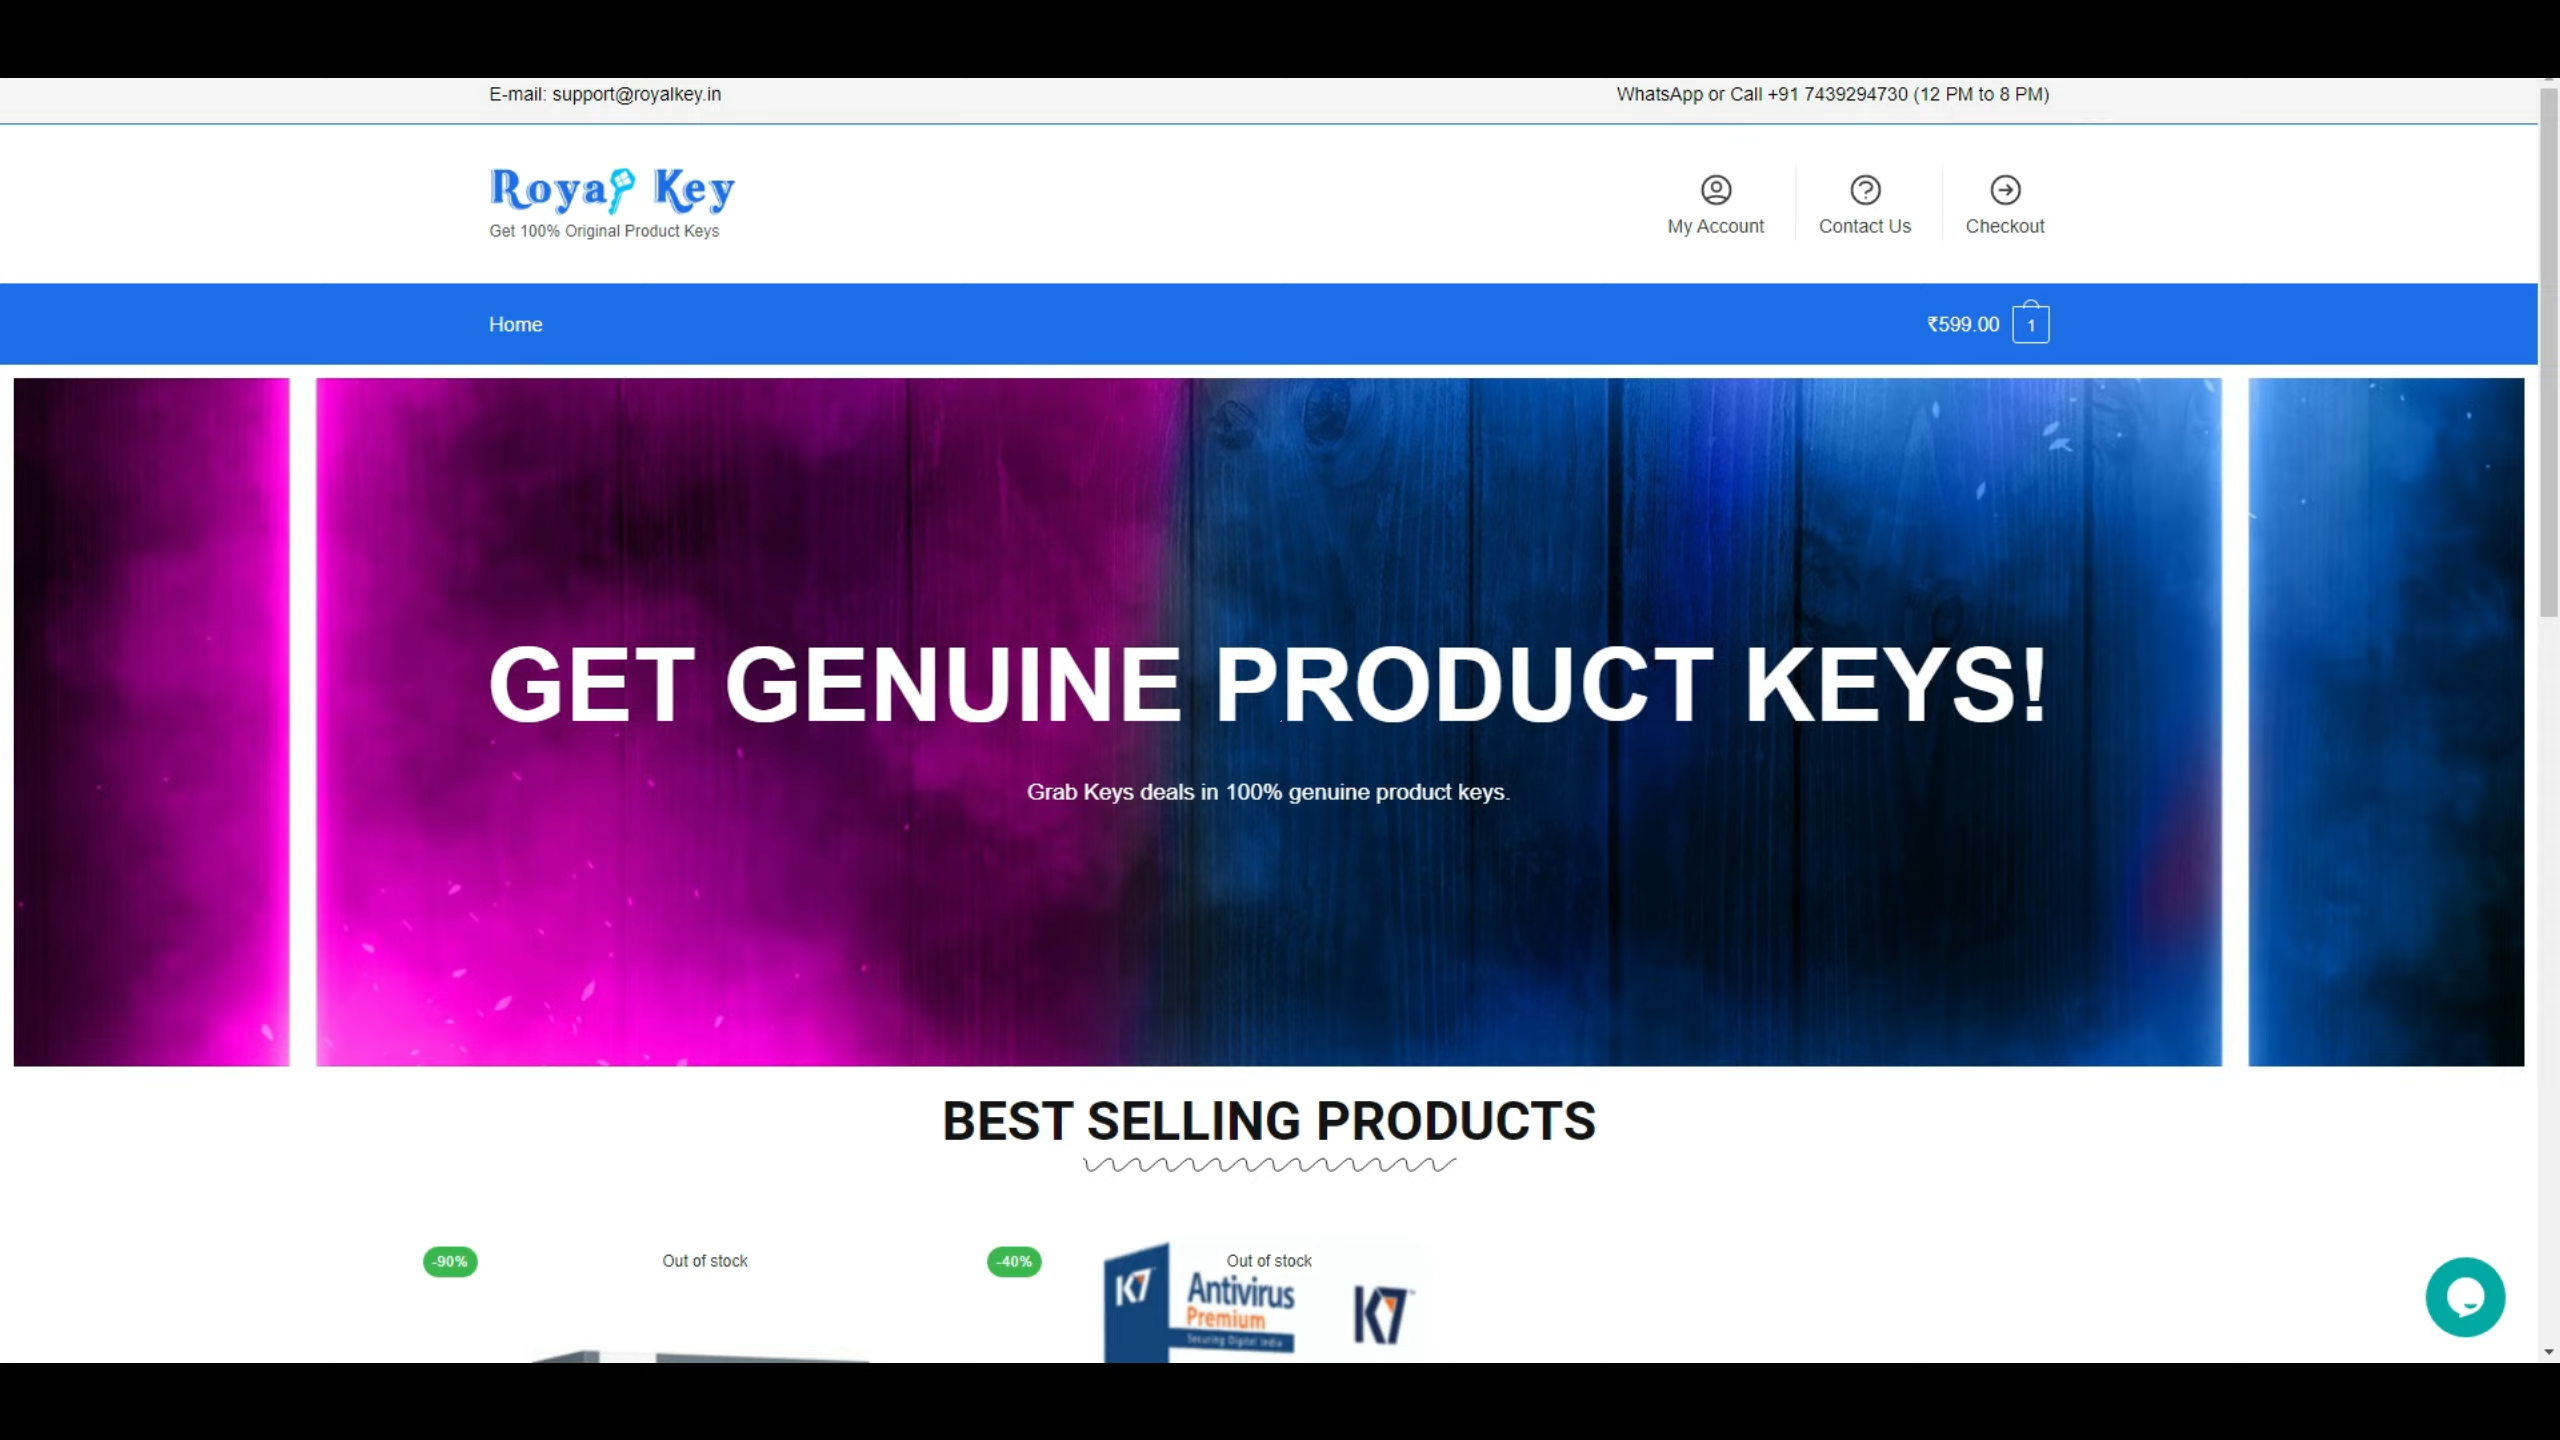 E-mail: support@royalkey.in
WhatsApp or Call +91 7439294730 (12 PM to 8 PM)
Royal Key
Get 100% Original Product Keys
My Account
Contact Us
Checkout
Home
₹599.00
1
GET GENUINE PRODUCT KEYS!
Grab Keys deals in 100% genuine product keys.
BEST SELLING PRODUCTS
-90%
Out of stock
-40%
Out of stock
K7
Antivirus
Premium
Securing Digital India
K7